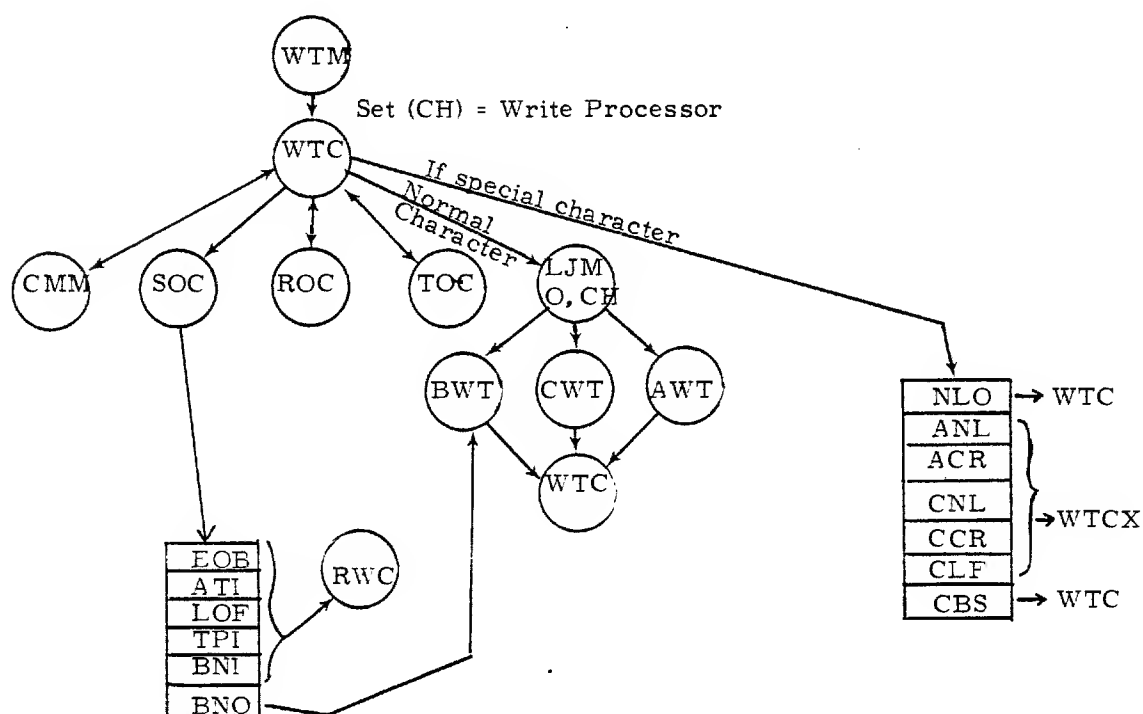 WTM
Set (CH) = Write Processor
WTC
If special character
Normal
Character
CMM
SOC
ROC
TOC
LJM
O, CH
BWT
CWT
AWT
NLO → WTC
ANL
ACR
WTC
CNL
→WTCX
CCR
EOB
RWC
CLF
ATI
CBS → WTC
LOF
TPI
BNI
BNO